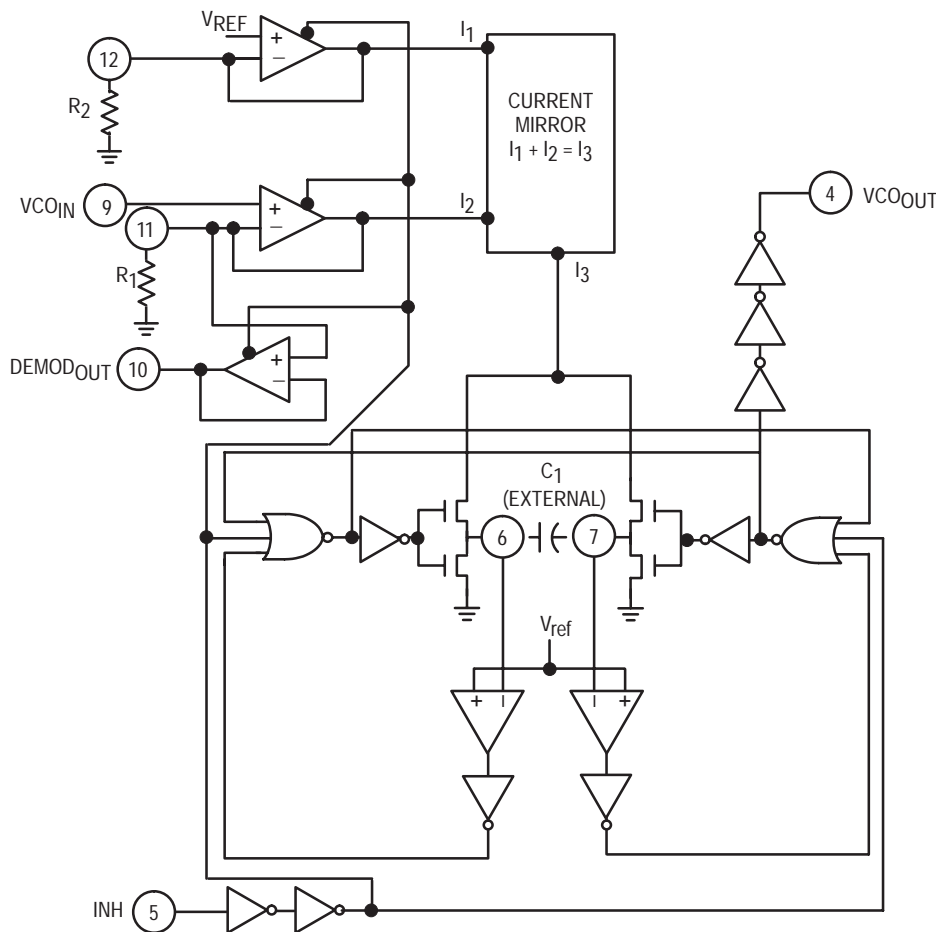 VREF
+
−
I1
12
R2
CURRENT
MIRROR
I1 + I2 = I3
VCOIN
9
+
−
I2
4
VCOOUT
11
R1
I3
DEMODOUT
10
+
−
C1
(EXTERNAL)
6
7
Vref
+
−
−
+
INH
5